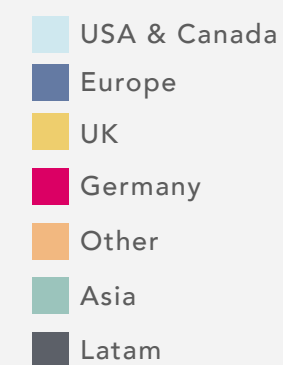 USA & Canada
Europe
UK
Germany
Other
Asia
Latam